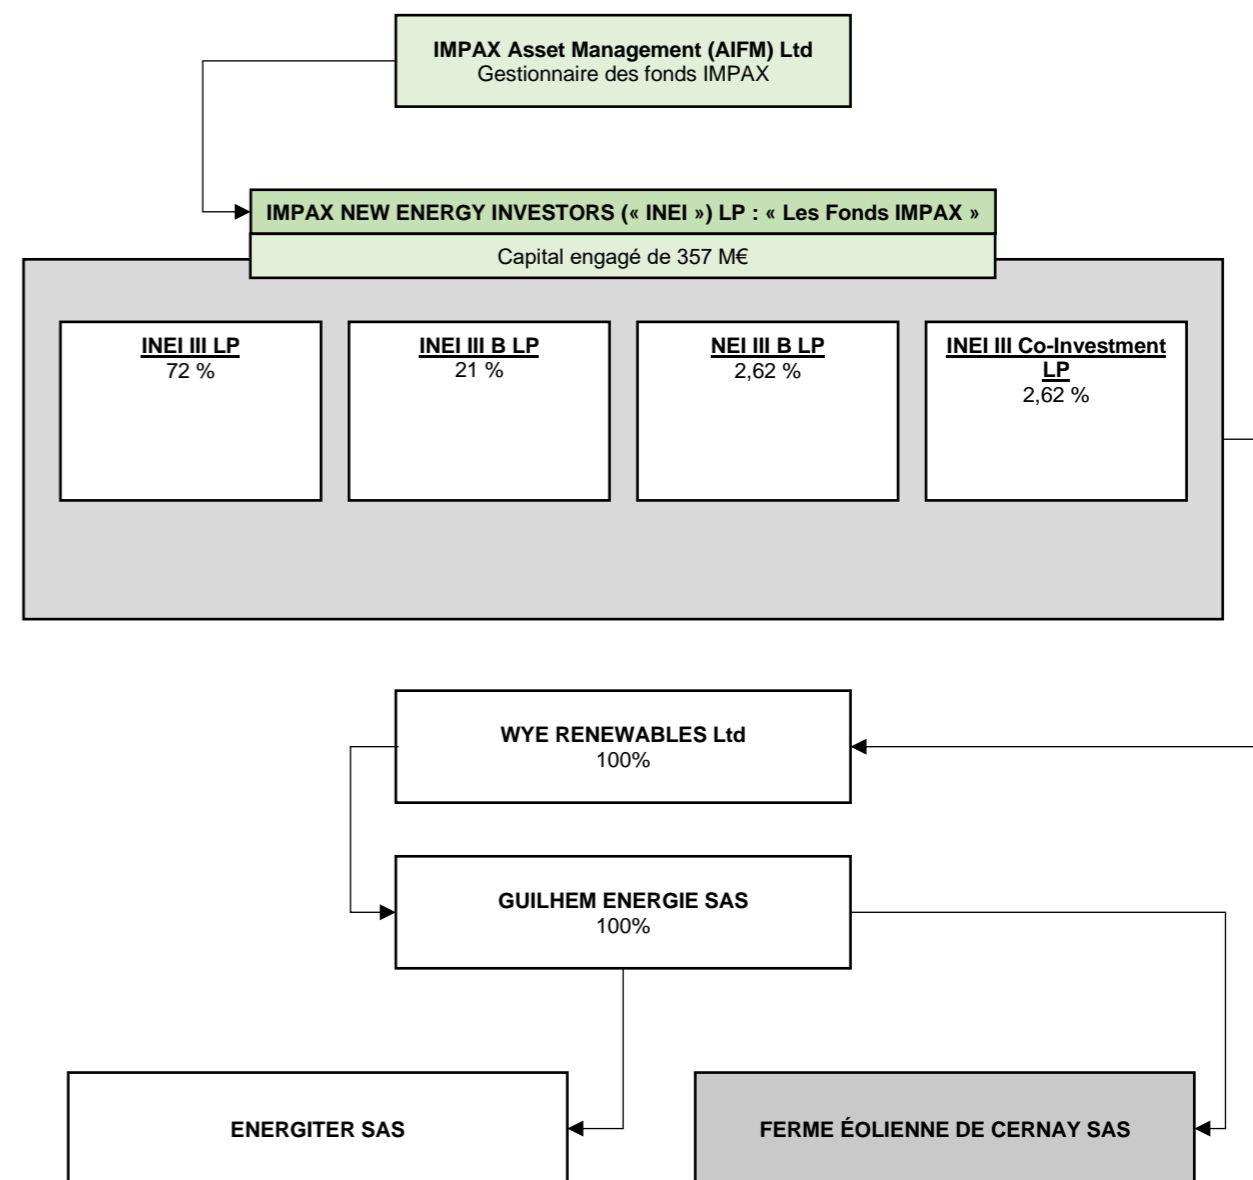 IMPAX Asset Management (AIFM) Ltd
Gestionnaire des fonds IMPAX
IMPAX NEW ENERGY INVESTORS (« INEI ») LP : « Les Fonds IMPAX »
Capital engagé de 357 M€
INEI III LP
72 %
INEI III B LP
21 %
NEI III B LP
2,62 %
INEI III Co-Investment
LP
2,62 %
WYE RENEWABLES Ltd
100%
GUILHEM ENERGIE SAS
100%
ENERGITER SAS
FERME ÉOLIENNE DE CERNAY SAS